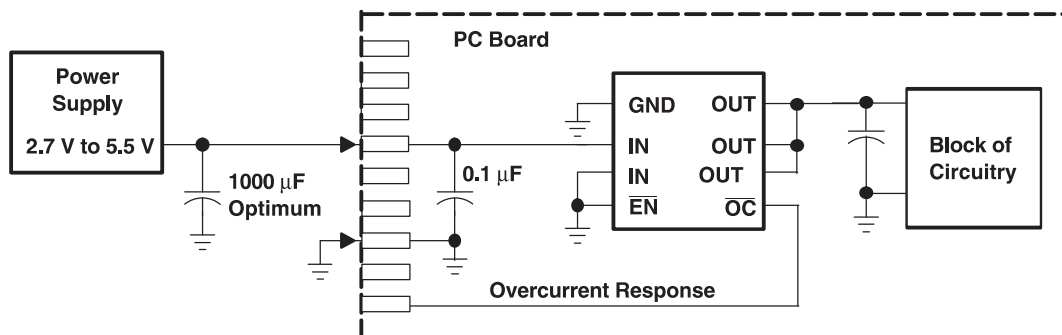 PC Board
Power
Supply
2.7 V to 5.5 V
1000 μF
Optimum
0.1 μF
GND
IN
IN
EN
OUT
OUT
OUT
OC
Block of
Circuitry
Overcurrent Response